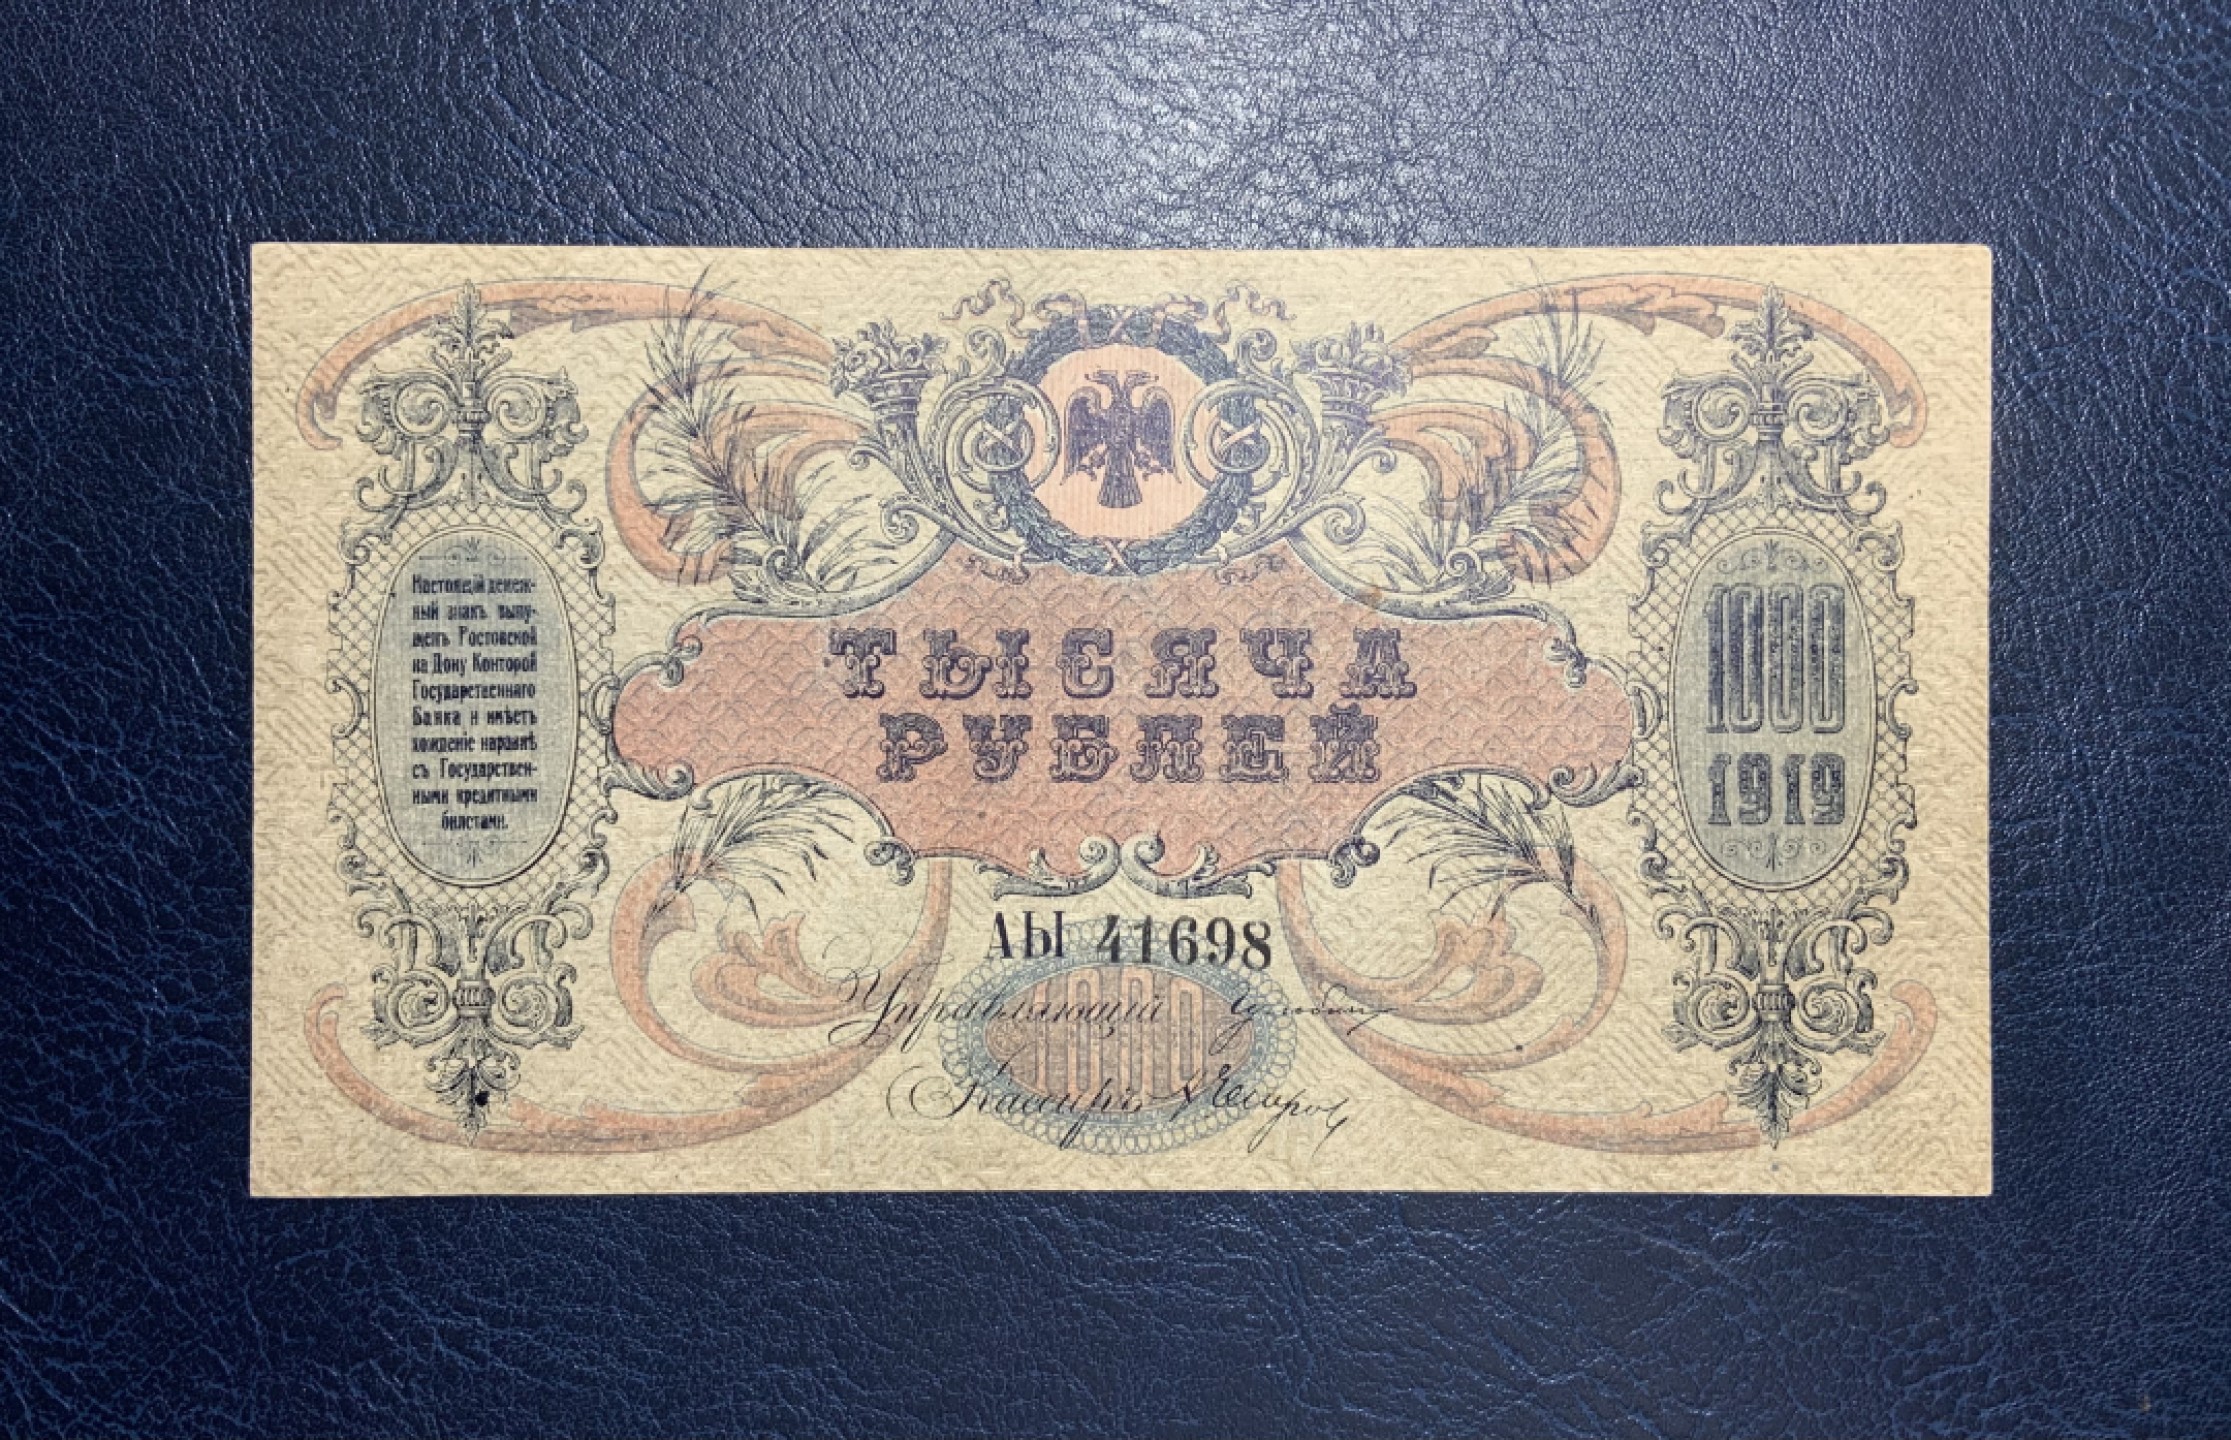 Настоящій денеж-
ный знакъ выпу-
щенъ Ростовской
на Дону Конторой
Государственнаго
Банка и имѣетъ
хожденіе наравнѣ
съ Государствен-
ными кредитными
билетами.
ТЫСЯЧА
РУБЛЕЙ
1000
1919
АЫ 41698
1000
Управляющій
Кассиръ